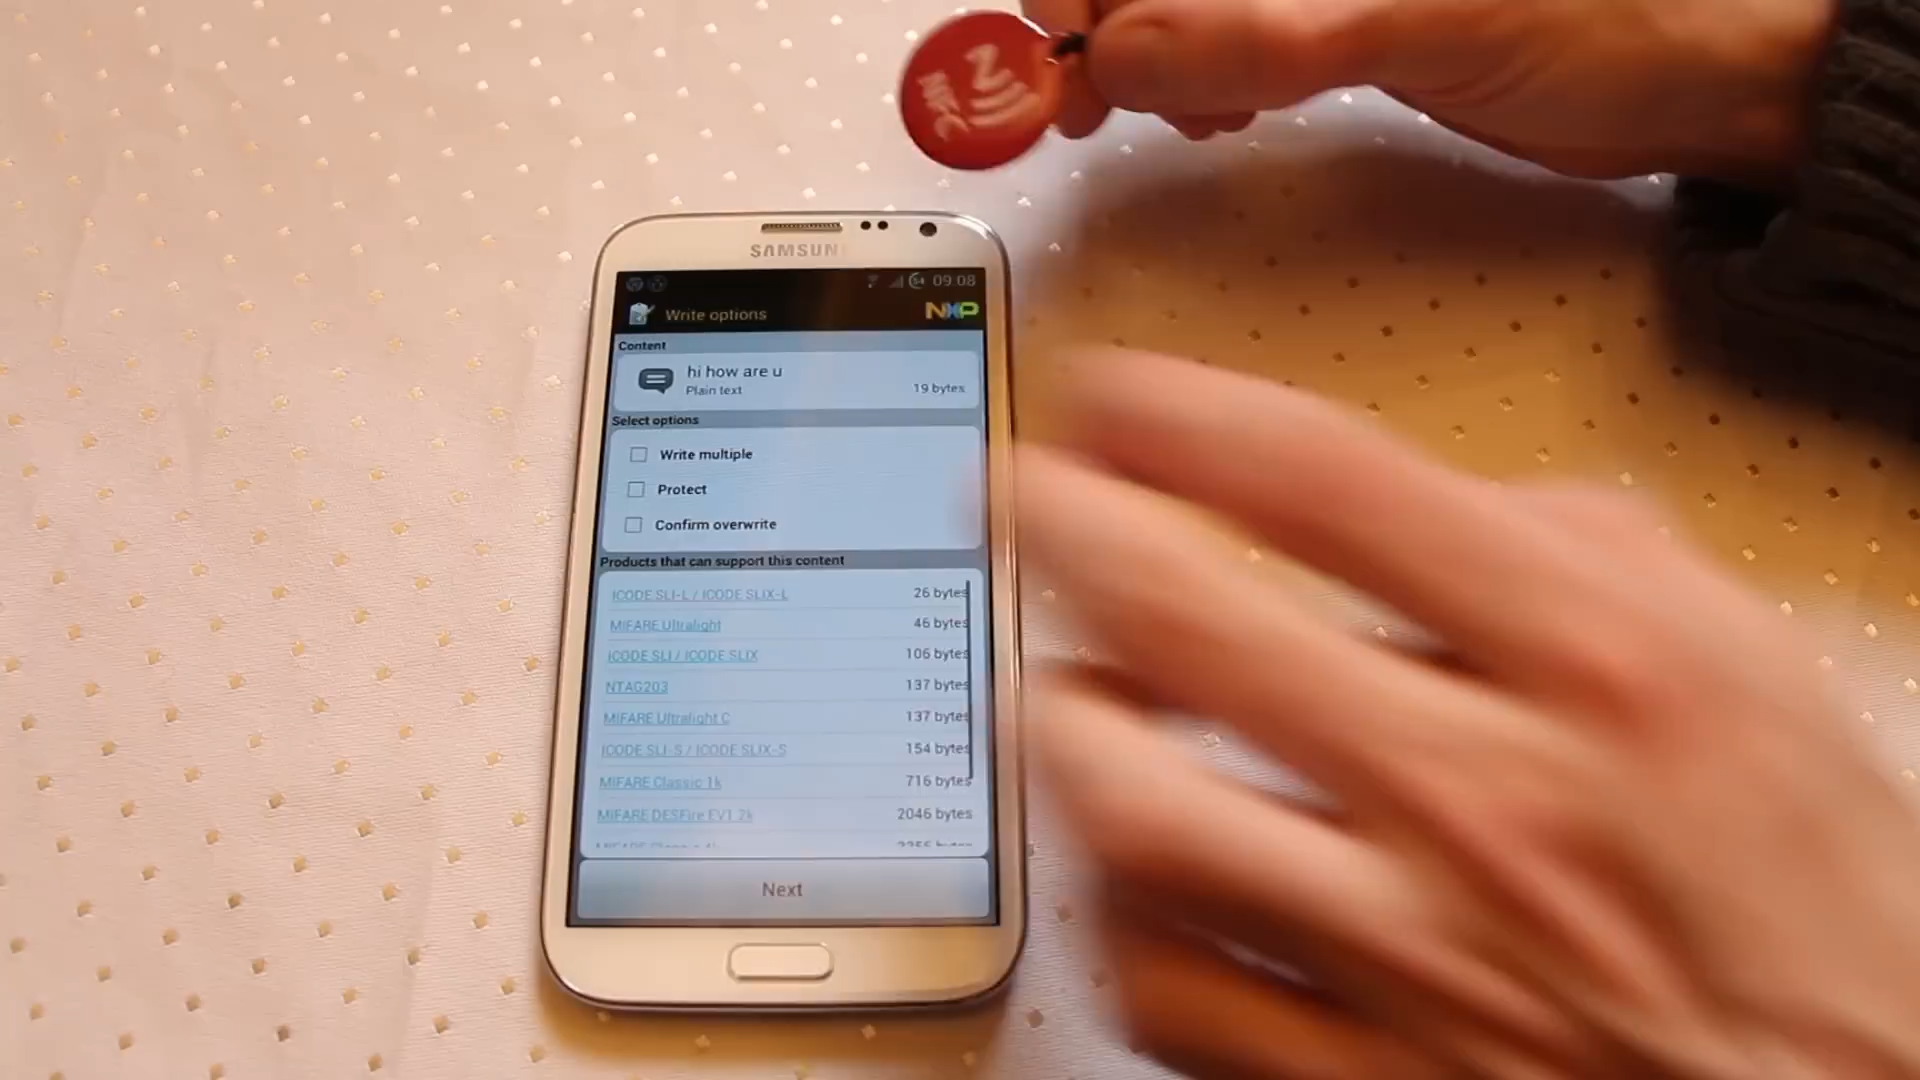 SAMSUN
09:08
Write options
NXP
Content
hi how are u
Plain text
19 bytes
Select options
Write multiple
Protect
Confirm overwrite
Products that can support this content
ICODE SLI-L / ICODE SLIX-L 26 bytes
MIFARE Ultralight 46 bytes
ICODE SLI / ICODE SLIX 106 bytes
NTAG203 137 bytes
MIFARE Ultralight C 137 bytes
ICODE SLI-S / ICODE SLIX-S 154 bytes
MIFARE Classic 1k 716 bytes
MIFARE DESFire EV1 2k 2046 bytes
Next